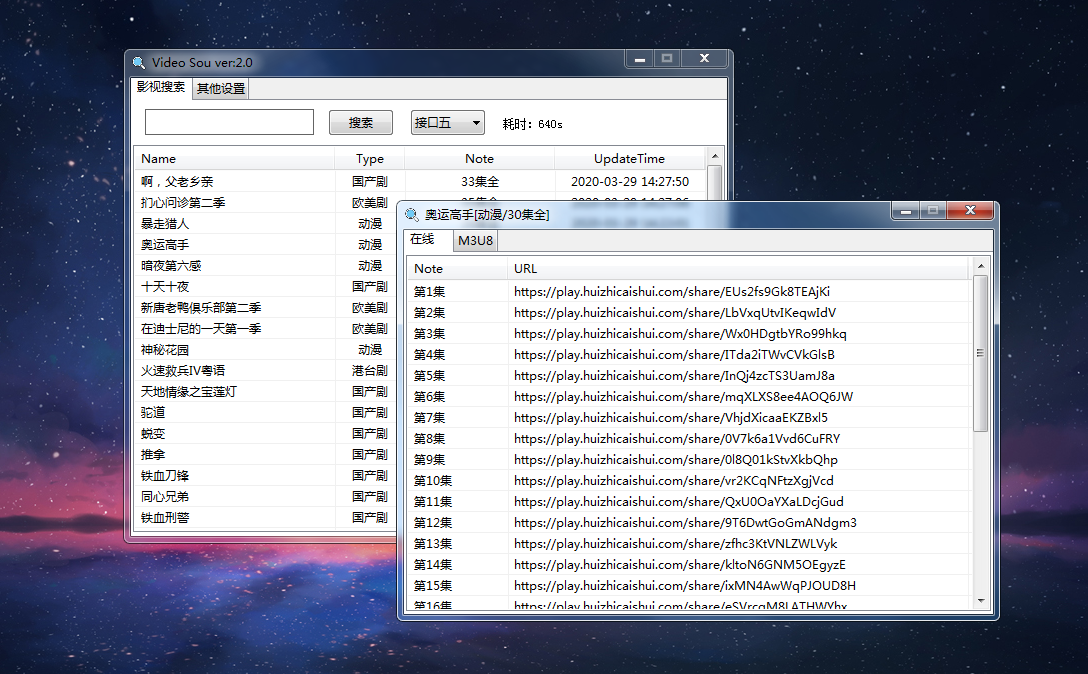 Video Sou ver:2.0
影视搜索 其他设置
搜索 接口五 耗时：640s
Name Type Note UpdateTime
啊，父老乡亲 国产剧 33集全 2020-03-29 14:27:50
扪心问诊第二季 欧美剧
暴走猎人 动漫
奥运高手 动漫
暗夜第六感 动漫
十天十夜 国产剧
新唐老鸭俱乐部第二季 欧美剧
在迪士尼的一天第一季 欧美剧
神秘花园 动漫
火速救兵IV粤语 港台剧
天地情缘之宝莲灯 国产剧
驼道 国产剧
蜕变 国产剧
推拿 国产剧
铁血刀锋 国产剧
同心兄弟 国产剧
铁血刑警 国产剧
奥运高手[动漫/30集全]
在线 M3U8
Note URL
第1集 https://play.huizhicaishui.com/share/EUs2fs9Gk8TEAjKi
第2集 https://play.huizhicaishui.com/share/LbVxqUtvIKeqwIdV
第3集 https://play.huizhicaishui.com/share/Wx0HDgtbYRo99hkq
第4集 https://play.huizhicaishui.com/share/ITda2iTWvCVkGlsB
第5集 https://play.huizhicaishui.com/share/InQj4zcTS3UamJ8a
第6集 https://play.huizhicaishui.com/share/mqXLXS8ee4AOQ6JW
第7集 https://play.huizhicaishui.com/share/VhjdXicaaEKZBxl5
第8集 https://play.huizhicaishui.com/share/0V7k6a1Vvd6CuFRY
第9集 https://play.huizhicaishui.com/share/0l8Q01kStvXkbQhp
第10集 https://play.huizhicaishui.com/share/vr2KCqNFtzXgjVcd
第11集 https://play.huizhicaishui.com/share/QxU0OaYXaLDcjGud
第12集 https://play.huizhicaishui.com/share/9T6DwtGoGmANdgm3
第13集 https://play.huizhicaishui.com/share/zfhc3KtVNLZWLVyk
第14集 https://play.huizhicaishui.com/share/kltoN6GNM5OEgyzE
第15集 https://play.huizhicaishui.com/share/ixMN4AwWqPJOUD8H
第16集